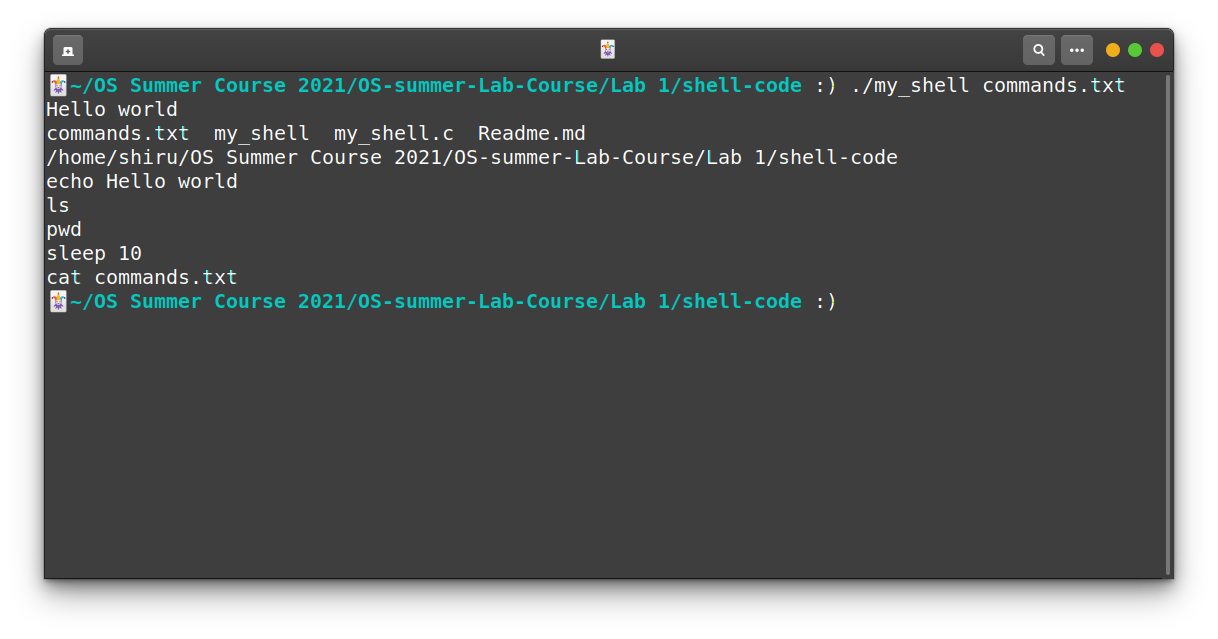 ~/OS Summer Course 2021/OS-summer-Lab-Course/Lab 1/shell-code :) ./my_shell commands.txt
Hello world
commands.txt  my_shell  my_shell.c  Readme.md
/home/shiru/OS Summer Course 2021/OS-summer-Lab-Course/Lab 1/shell-code
echo Hello world
ls
pwd
sleep 10
cat commands.txt
~/OS Summer Course 2021/OS-summer-Lab-Course/Lab 1/shell-code :)